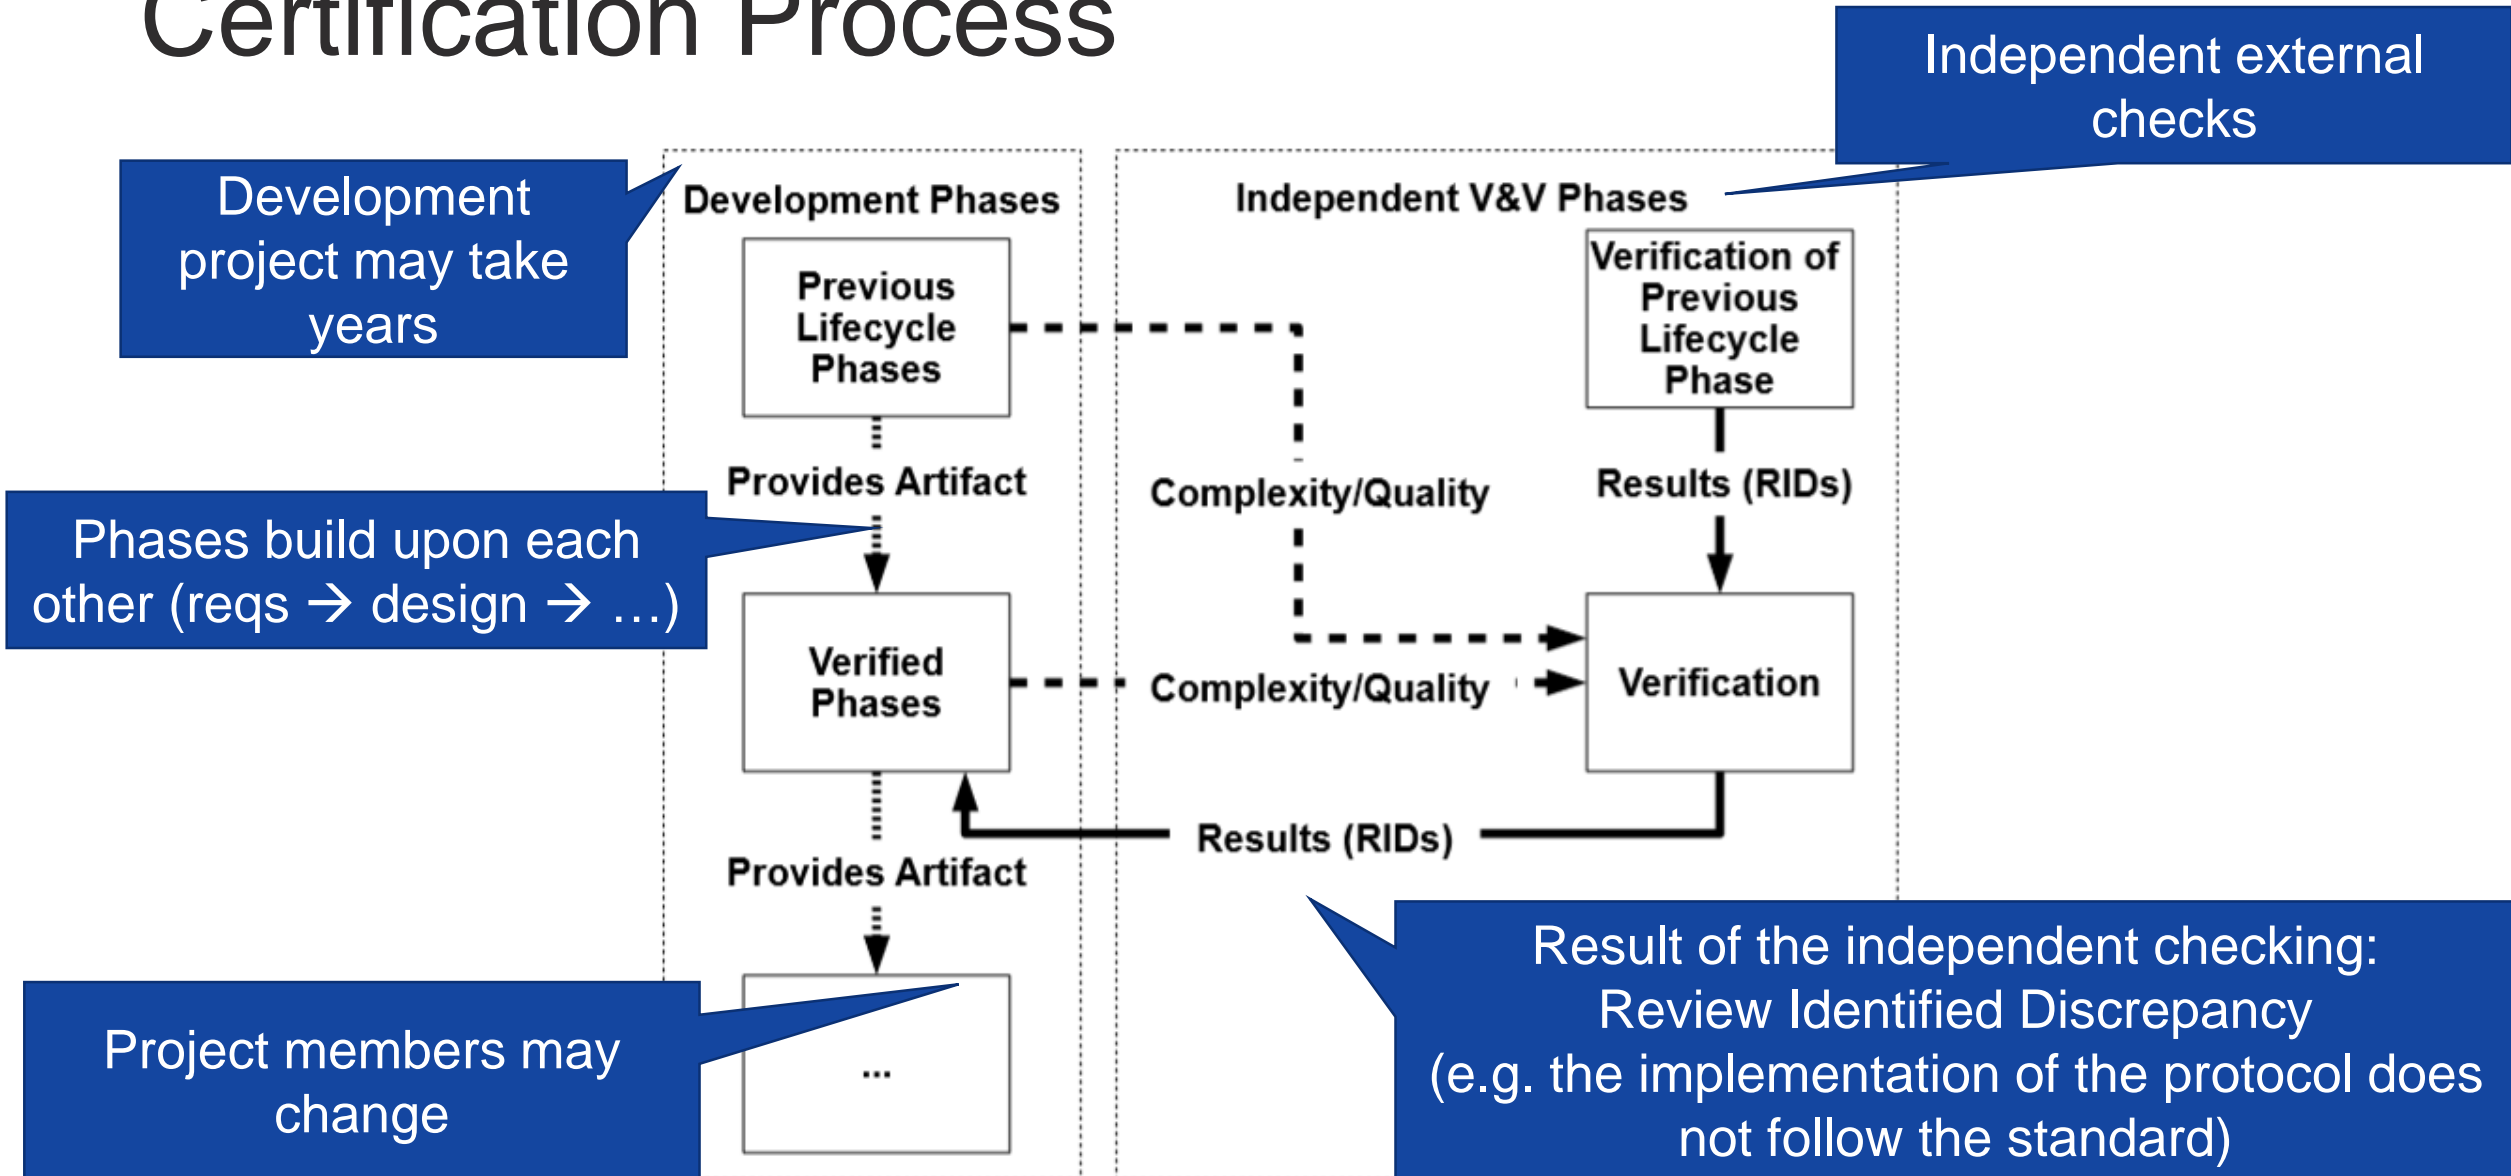 Certification Process
Independent external
checks
Development
project may take
years
Development Phases
Independent V&V Phases
Previous
Lifecycle
Phases
Verification of
Previous
Lifecycle
Phase
Provides Artifact
Complexity/Quality
Results (RIDs)
Phases build upon each
other (reqs → design → …)
Verified
Phases
Complexity/Quality
Verification
Results (RIDs)
Provides Artifact
Project members may
change
...
Result of the independent checking:
Review Identified Discrepancy
(e.g. the implementation of the protocol does
not follow the standard)